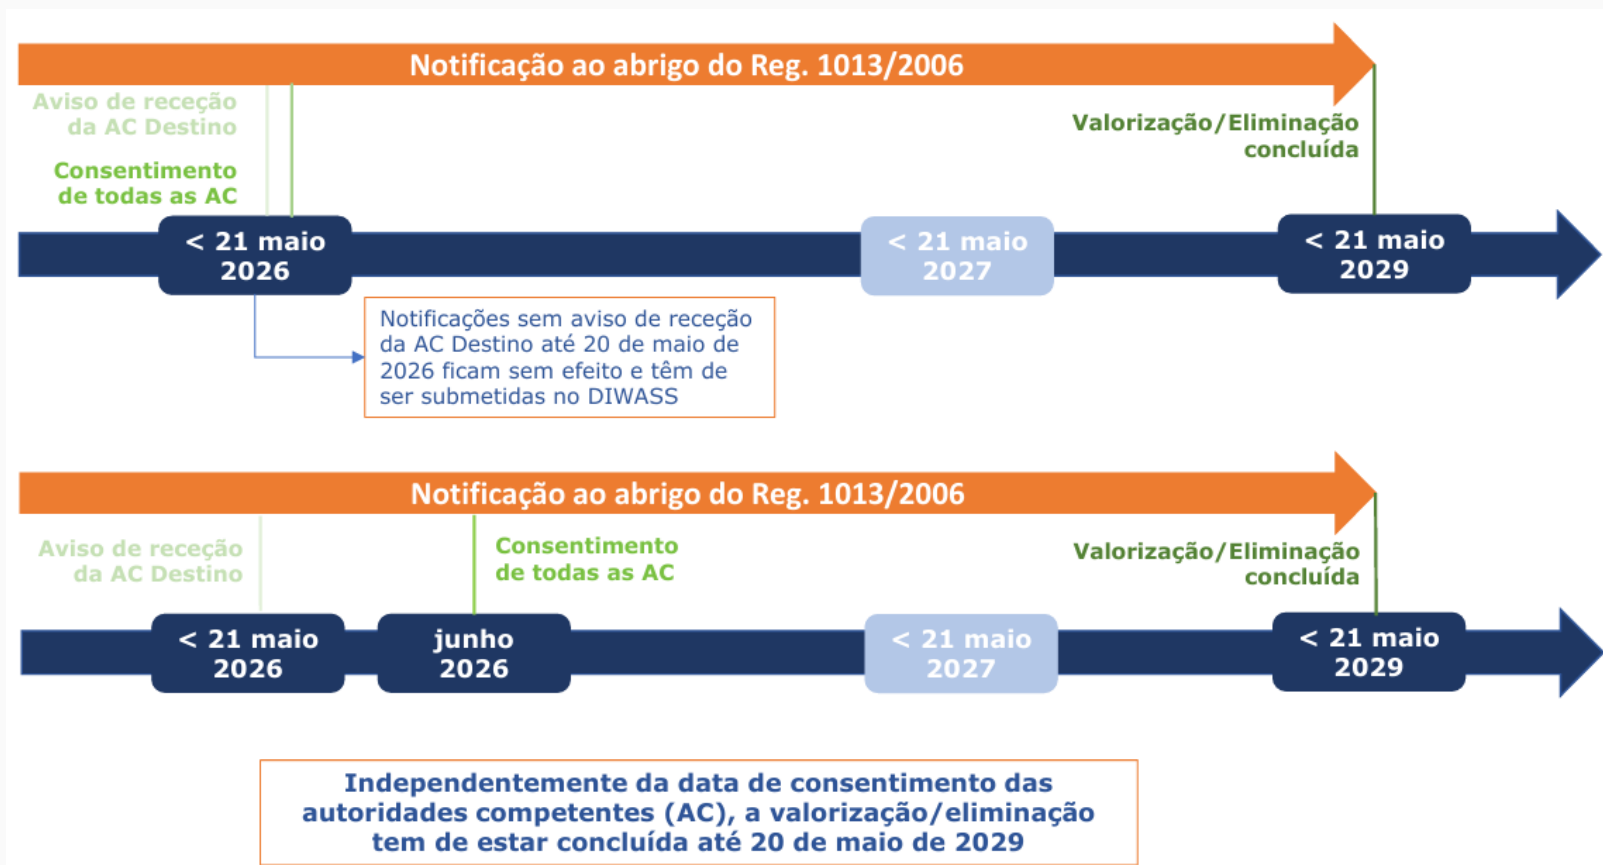 Notificação ao abrigo do Reg. 1013/2006
Aviso de receção
da AC Destino
Consentimento
de todas as AC
Valorização/Eliminação
concluída
< 21 maio
2026
< 21 maio
2027
< 21 maio
2029
Notificações sem aviso de receção
da AC Destino até 20 de maio de
2026 ficam sem efeito e têm de
ser submetidas no DIWASS
Notificação ao abrigo do Reg. 1013/2006
Aviso de receção
da AC Destino
Consentimento
de todas as AC
Valorização/Eliminação
concluída
< 21 maio
2026
junho
2026
< 21 maio
2027
< 21 maio
2029
Independentemente da data de consentimento das
autoridades competentes (AC), a valorização/eliminação
tem de estar concluída até 20 de maio de 2029